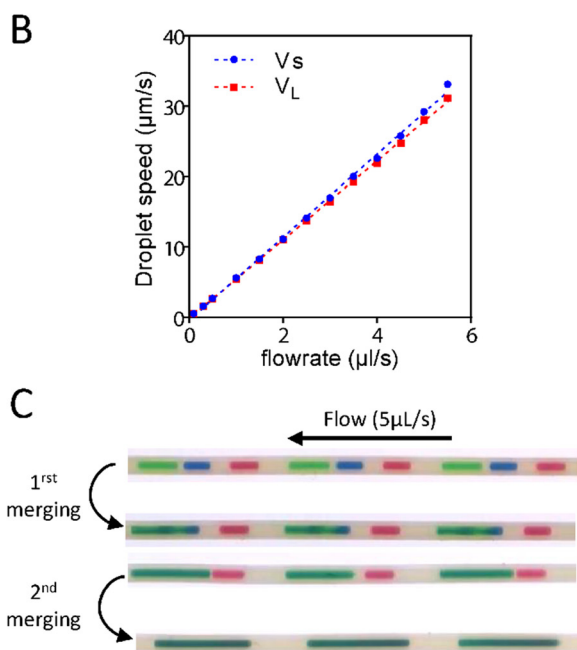 B
Vs
V_L
40
30
20
10
0
Droplet speed (µm/s)
0 2 4 6
flowrate (µl/s)
C
Flow (5µL/s)
1rst
merging
2nd
merging